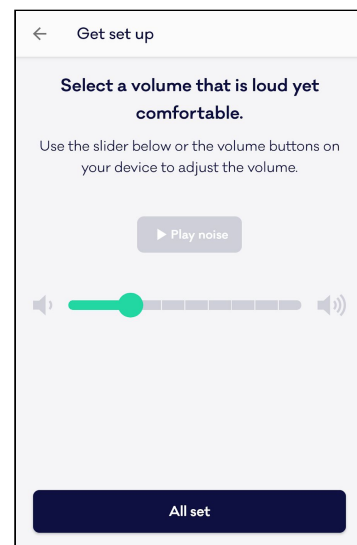 Get set up
Select a volume that is loud yet
comfortable.
Use the slider below or the volume buttons on
your device to adjust the volume.
Play noise
All set